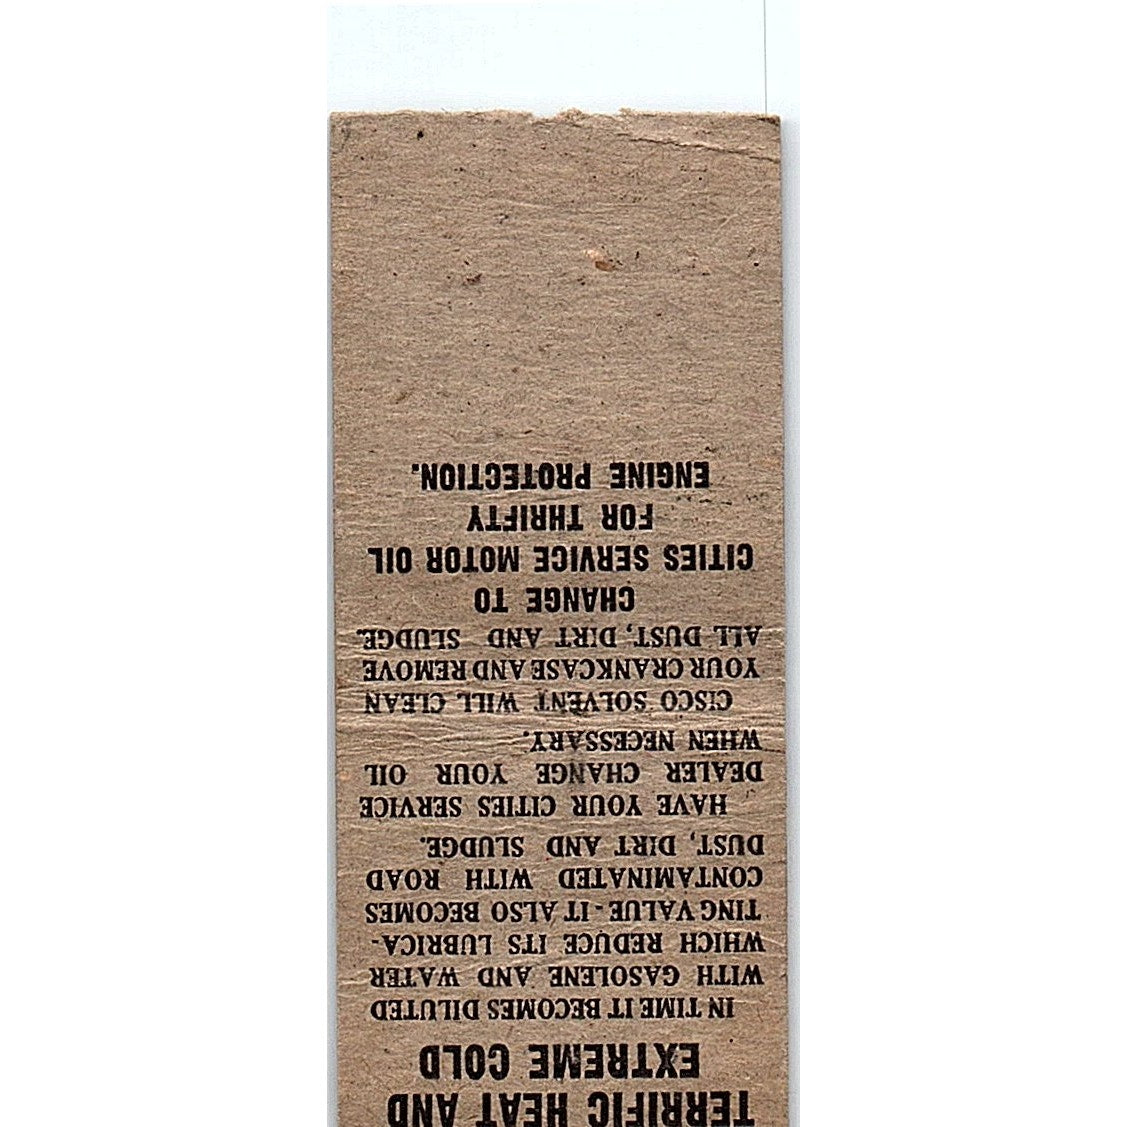 TERRIFIC HEAT AND
EXTREME COLD
IN TIME IT BECOMES DILUTED
WITH GASOLENE AND WATER
WHICH REDUCE ITS LUBRICA-
TING VALUE - IT ALSO BECOMES
CONTAMINATED WITH ROAD
DUST, DIRT AND SLUDGE.
HAVE YOUR CITIES SERVICE
DEALER CHANGE YOUR OIL
WHEN NECESSARY.
CISCO SOLVENT WILL CLEAN
YOUR CRANKCASE AND REMOVE
ALL DUST, DIRT AND SLUDGE.
CHANGE TO
CITIES SERVICE MOTOR OIL
FOR THRIFTY
ENGINE PROTECTION.